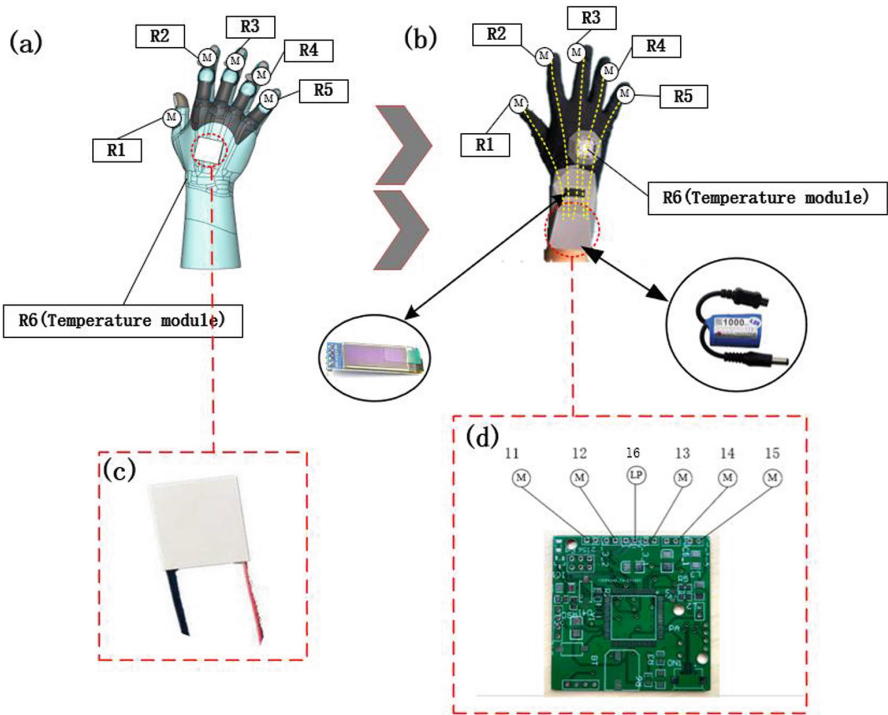 (a)
R2
R3
R4
R5
R1
M
M
M
M
M
R6(Temperature module)
(b)
R2
R3
R4
R5
R1
M
M
M
M
M
R6(Temperature module)
1000
(c)
(d)
11
12
16
13
14
15
M
M
LP
M
M
M